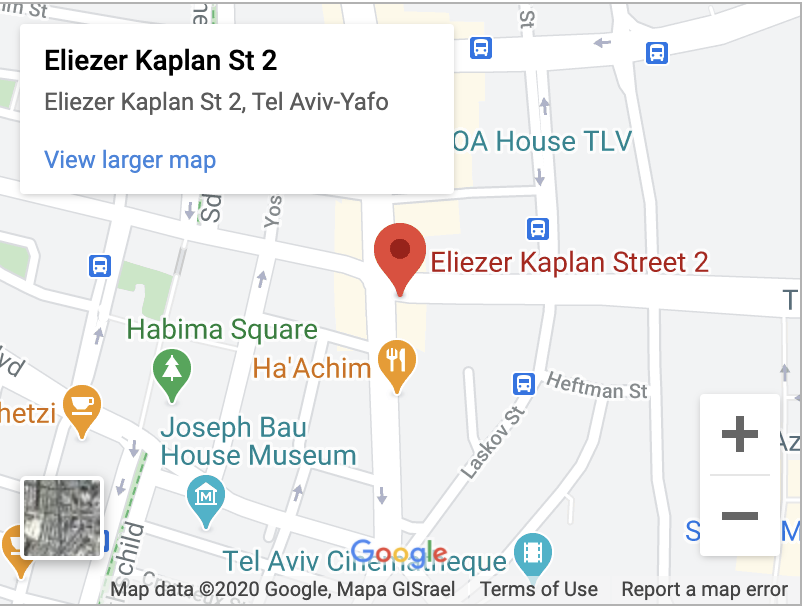 Eliezer Kaplan St 2
Eliezer Kaplan St 2, Tel Aviv-Yafo
View larger map
St
OA House TLV
Sd
Yos
Eliezer Kaplan Street 2
T
Habima Square
Ha'Achim
hetzi
Heftman St
Laskov St
Joseph Bau
House Museum
Az
S
M
child
Tel Aviv Cinematheque
Google
Map data ©2020 Google, Mapa GISrael
Terms of Use
Report a map error